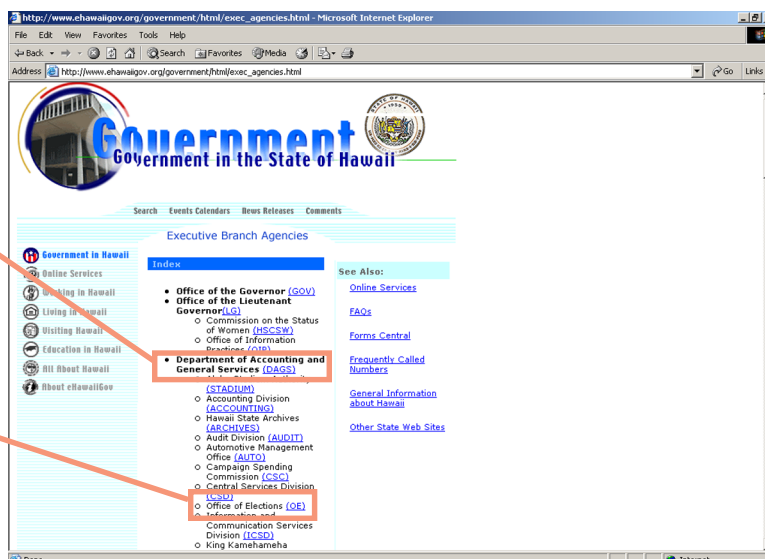 http://www.ehawaiigov.org/government/html/exec_agencies.html - Microsoft Internet Explorer
File Edit View Favorites Tools Help
Back Search Favorites Media
Address http://www.ehawaiigov.org/government/html/exec_agencies.html Go Links
STATE OF HAWAII
1959
Government
Government in the State of Hawaii
Search Events Calendars News Releases Comments
Executive Branch Agencies
Government in Hawaii
Online Services
Working in Hawaii
Living in Hawaii
Visiting Hawaii
Education in Hawaii
All About Hawaii
About eHawaiiGov
Index
Office of the Governor (GOV)
Office of the Lieutenant
Governor(LG)
Commission on the Status
of Women (HSCSW)
Office of Information
Practices (OIP)
Department of Accounting and
General Services (DAGS)
Aloha Stadium Authority
(STADIUM)
Accounting Division
(ACCOUNTING)
Hawaii State Archives
(ARCHIVES)
Audit Division (AUDIT)
Automotive Management
Office (AUTO)
Campaign Spending
Commission (CSC)
Central Services Division
(CSD)
Office of Elections (OE)
Information and
Communication Services
Division (ICSD)
King Kamehameha
See Also:
Online Services
FAQs
Forms Central
Frequently Called
Numbers
General Information
about Hawaii
Other State Web Sites
Done Internet